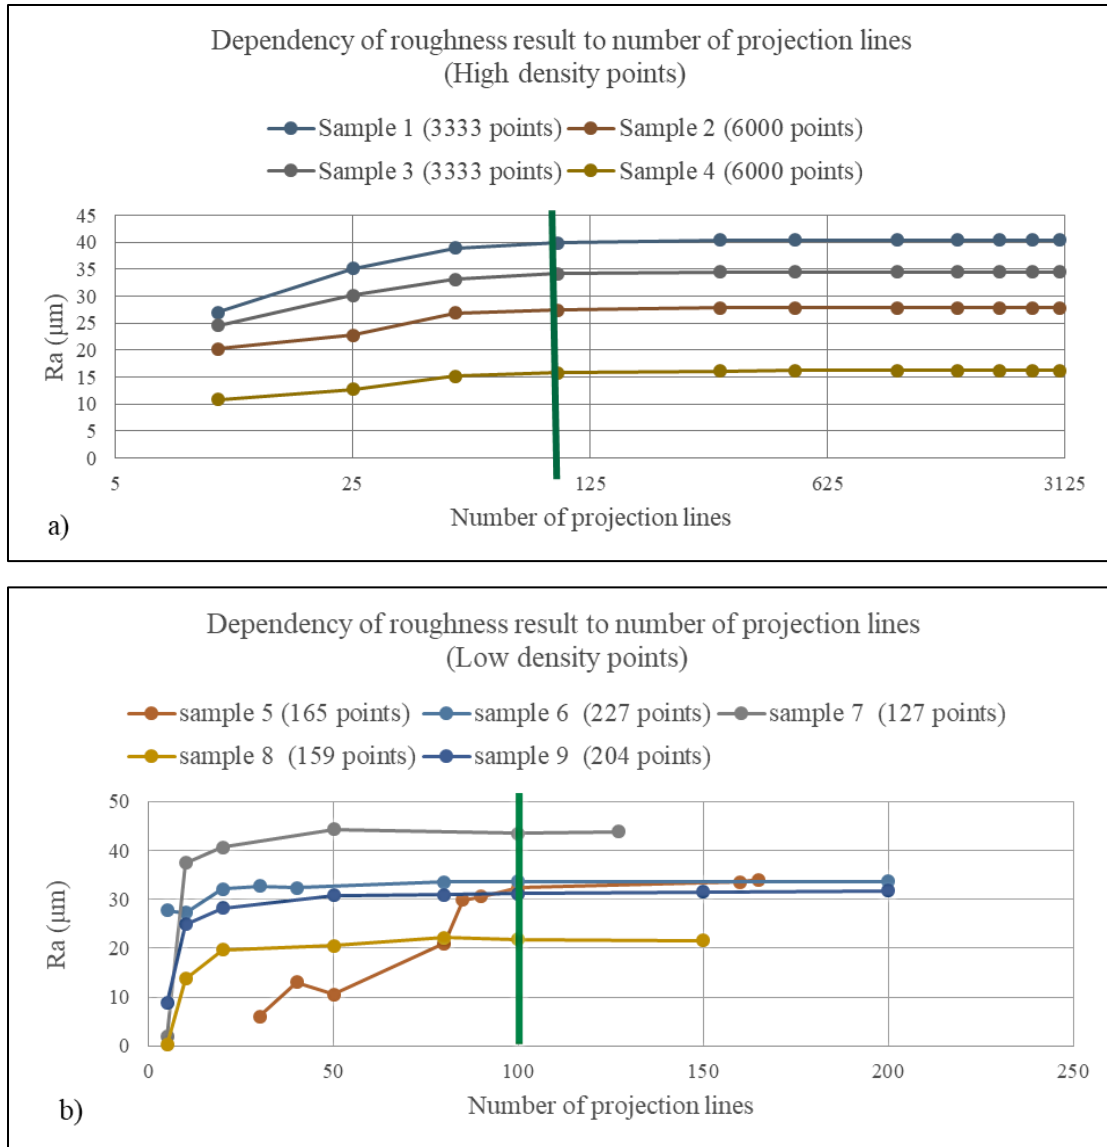 Dependency of roughness result to number of projection lines
(High density points)
Sample 1 (3333 points) Sample 2 (6000 points)
Sample 3 (3333 points) Sample 4 (6000 points)
Ra (μm)
45
40
35
30
25
20
15
10
5
0
5 25 125 625 3125
Number of projection lines
a)
Dependency of roughness result to number of projection lines
(Low density points)
sample 5 (165 points) sample 6 (227 points) sample 7 (127 points)
sample 8 (159 points) sample 9 (204 points)
Ra (μm)
50
40
30
20
10
0
0 50 100 150 200 250
Number of projection lines
b)